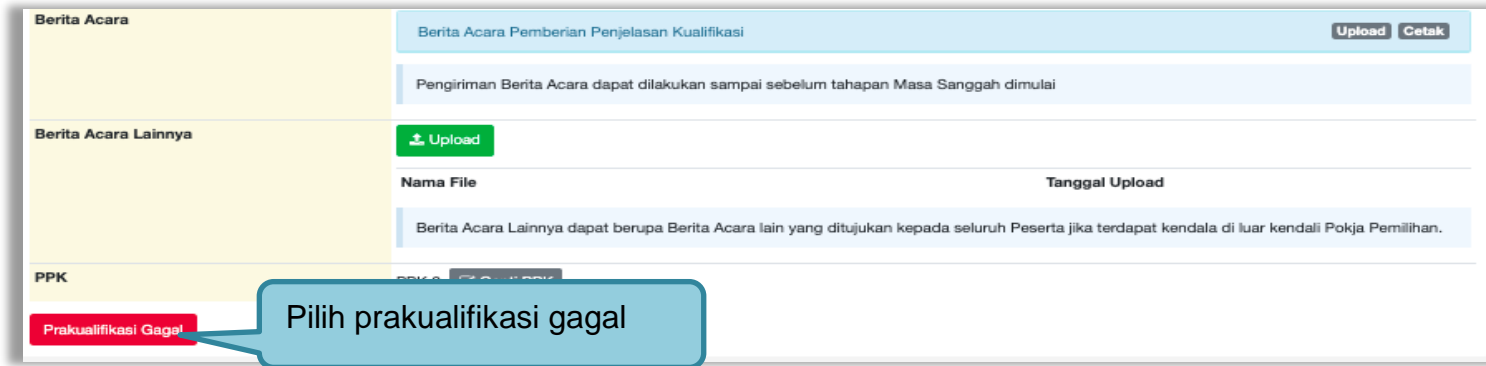 Berita Acara
Berita Acara Pemberian Penjelasan Kualifikasi Upload Cetak
Pengiriman Berita Acara dapat dilakukan sampai sebelum tahapan Masa Sanggah dimulai
Berita Acara Lainnya
Upload
Nama File Tanggal Upload
Berita Acara Lainnya dapat berupa Berita Acara lain yang ditujukan kepada seluruh Peserta jika terdapat kendala di luar kendali Pokja Pemilihan.
PPK
Prakualifikasi Gagal
Pilih prakualifikasi gagal